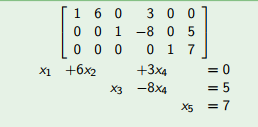 1 6 0 3 0 0
0 0 1 −8 0 5
0 0 0 0 1 7
x₁ +6x₂ +3x₄ = 0
x₃ −8x₄ = 5
x₅ = 7